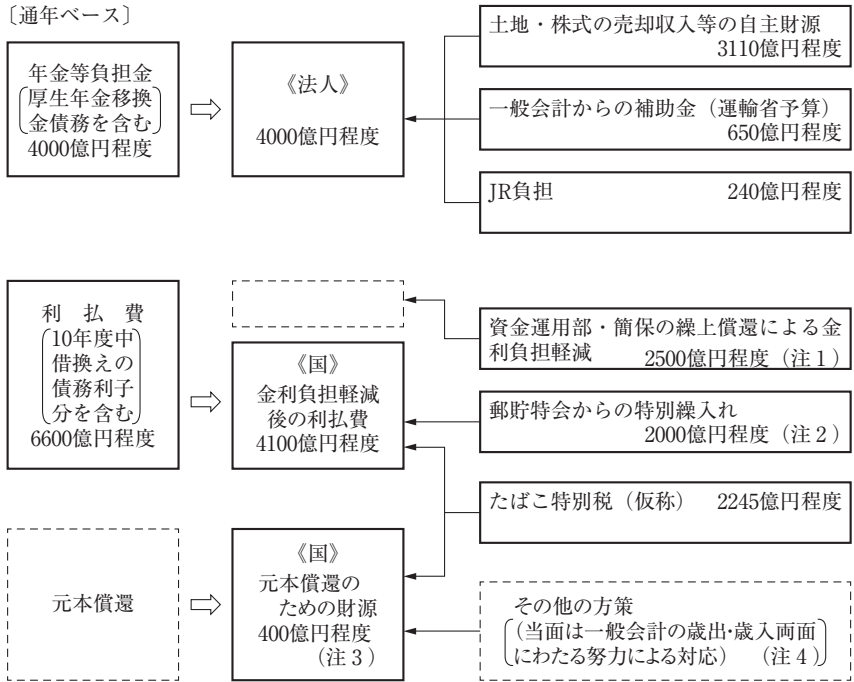 〔通年ベース〕
年金等負担金
厚生年金移換
金債務を含む
4000億円程度
《法人》
4000億円程度
土地・株式の売却収入等の自主財源
3110億円程度
一般会計からの補助金（運輸省予算）
650億円程度
JR負担 240億円程度
利払費
10年度中
借換えの
債務利子
分を含む
6600億円程度
《国》
金利負担軽減
後の利払費
4100億円程度
資金運用部・簡保の繰上償還による金
利負担軽減 2500億円程度（注１）
郵貯特会からの特別繰入れ
2000億円程度（注２）
たばこ特別税（仮称） 2245億円程度
元本償還
《国》
元本償還の
ための財源
400億円程度
（注３）
その他の方策
（当面は一般会計の歳出・歳入両面
にわたる努力による対応） （注４）